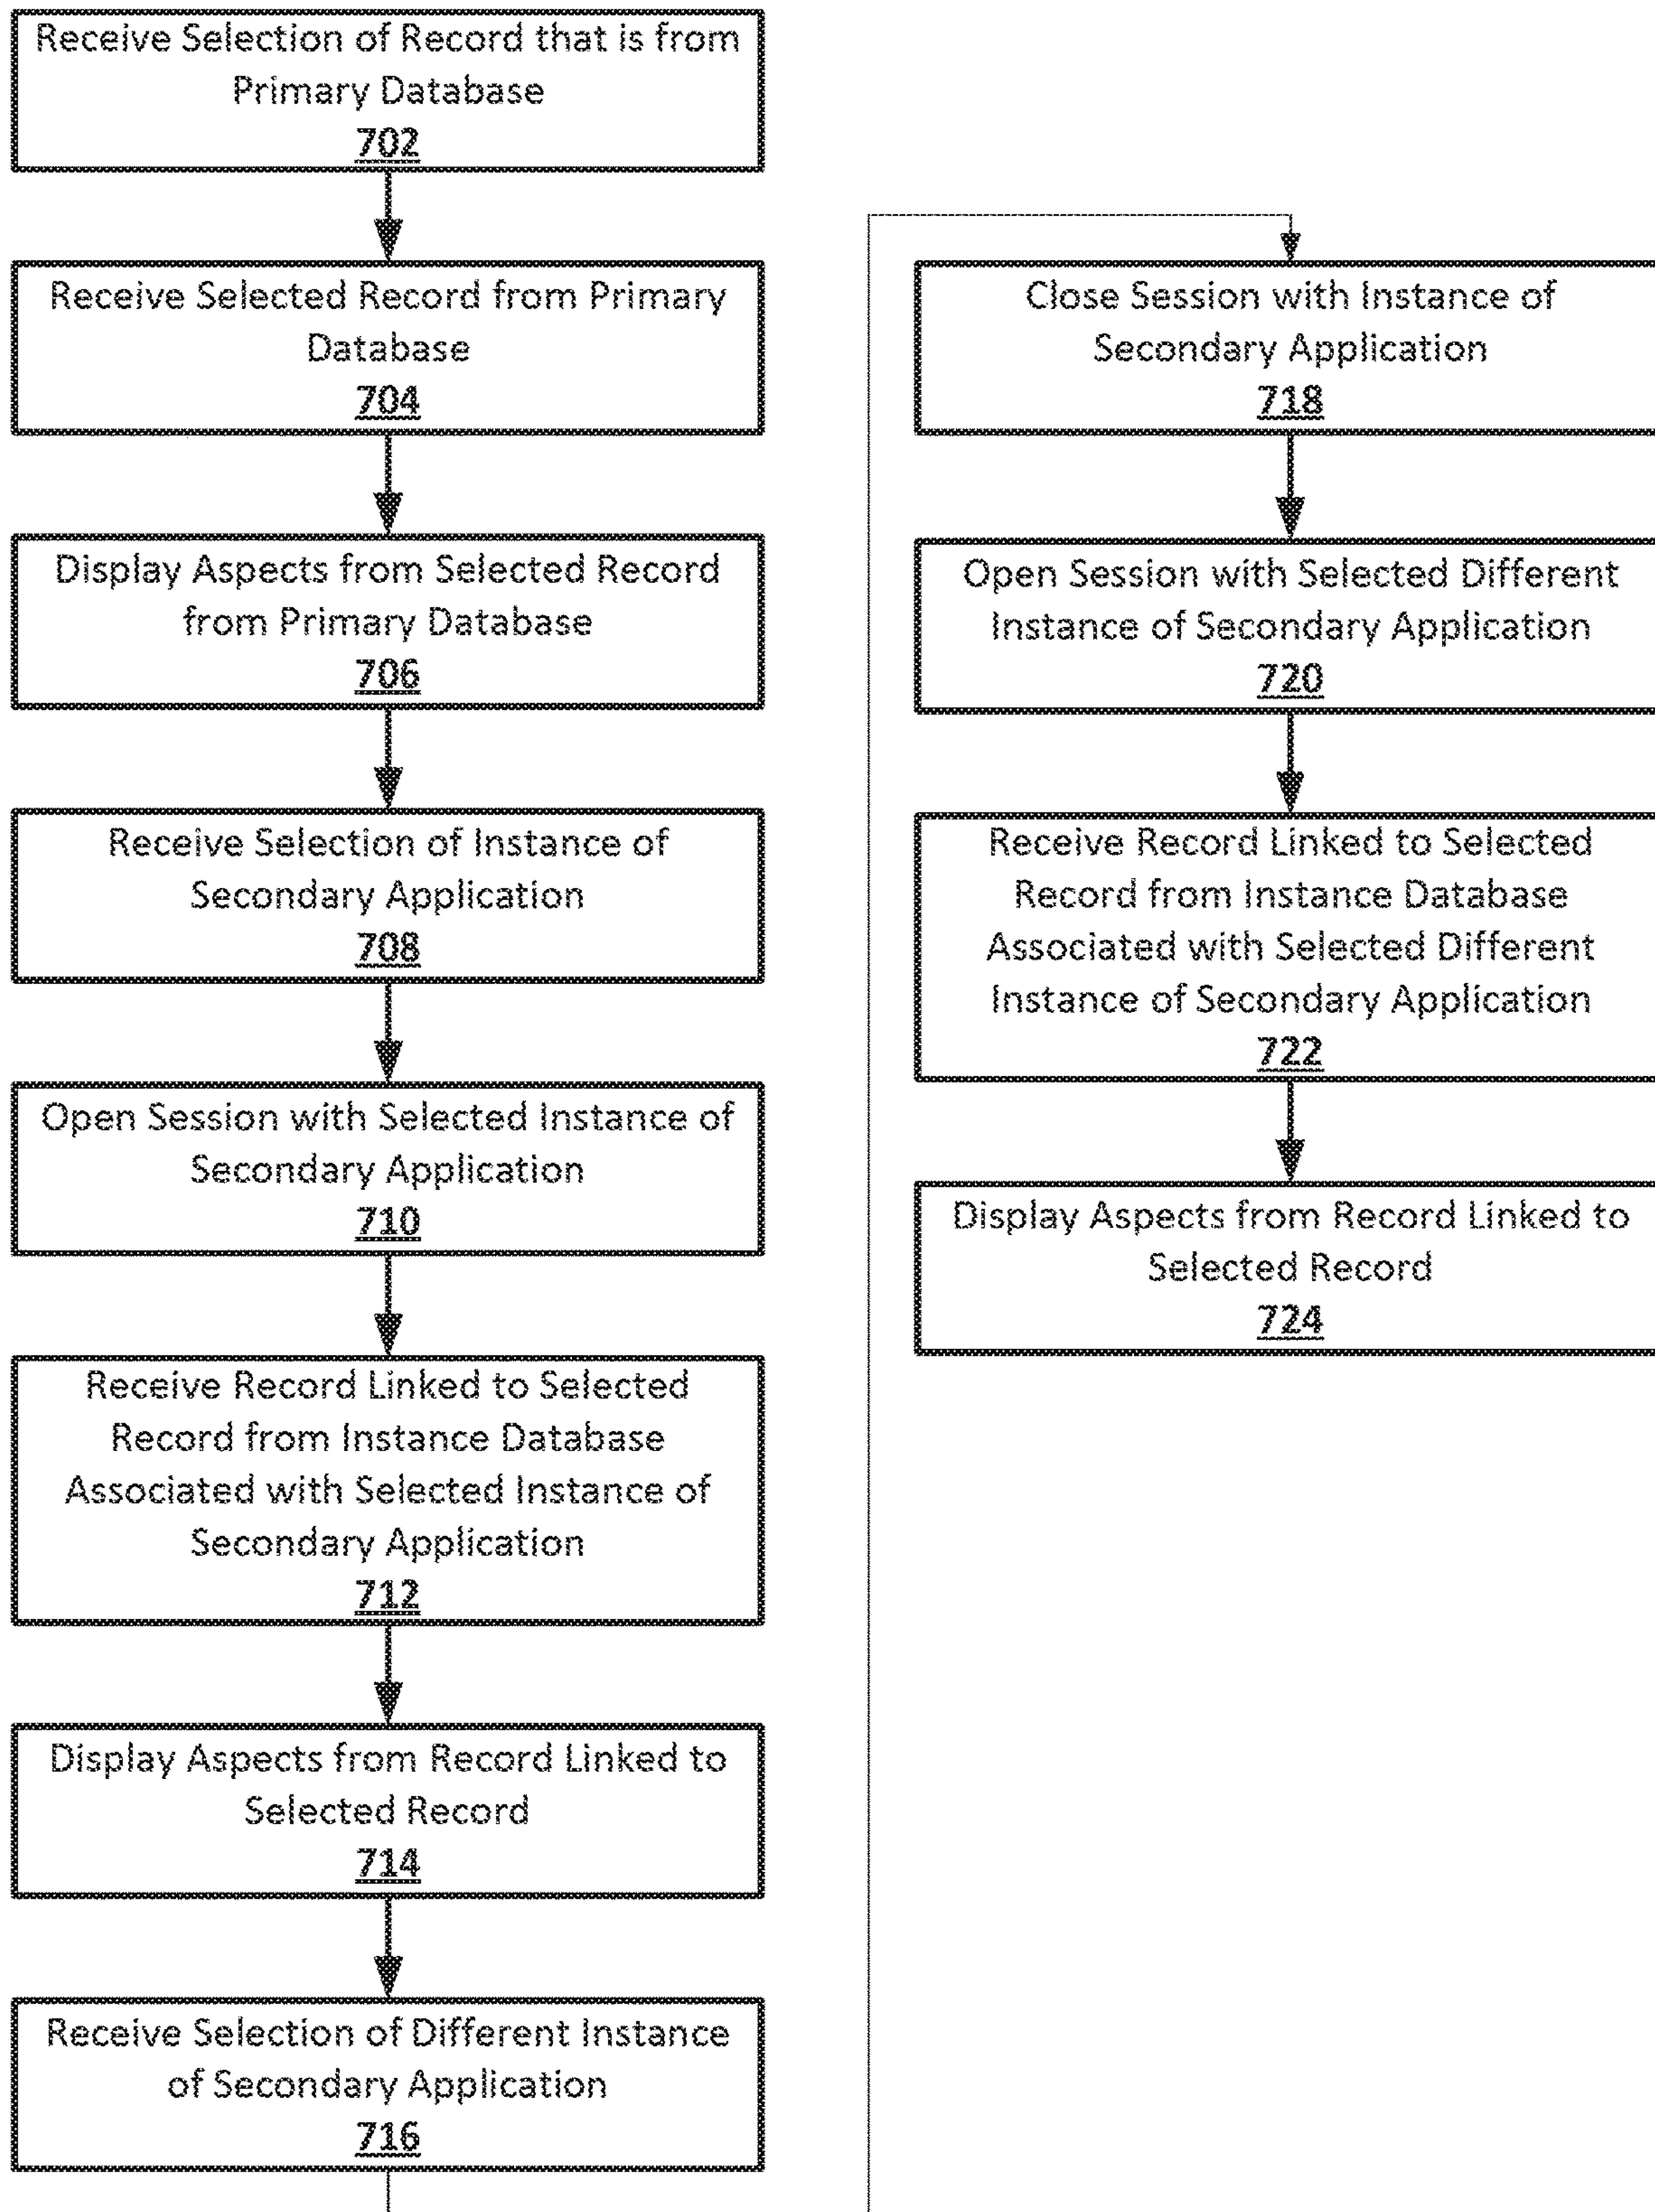 Receive Selection of Record that is from
Primary Database
702
Receive Selected Record from Primary
Database
704
Display Aspects from Selected Record
from Primary Database
706
Receive Selection of Instance of
Secondary Application
708
Open Session with Selected Instance of
Secondary Application
710
Receive Record Linked to Selected
Record from Instance Database
Associated with Selected Instance of
Secondary Application
712
Display Aspects from Record Linked to
Selected Record
714
Receive Selection of Different Instance
of Secondary Application
716
Close Session with Instance of
Secondary Application
718
Open Session with Selected Different
Instance of Secondary Application
720
Receive Record Linked to Selected
Record from Instance Database
Associated with Selected Different
Instance of Secondary Application
722
Display Aspects from Record Linked to
Selected Record
724